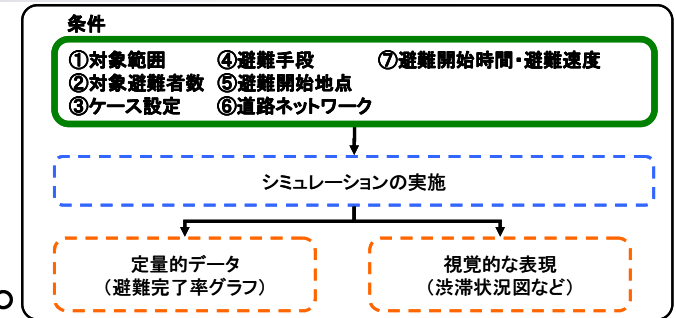 条件
①対象範囲 ④避難手段 ⑦避難開始時間・避難速度
②対象避難者数 ⑤避難開始地点
③ケース設定 ⑥道路ネットワーク
シミュレーションの実施
定量的データ
（避難完了率グラフ）
視覚的な表現
（渋滞状況図など）